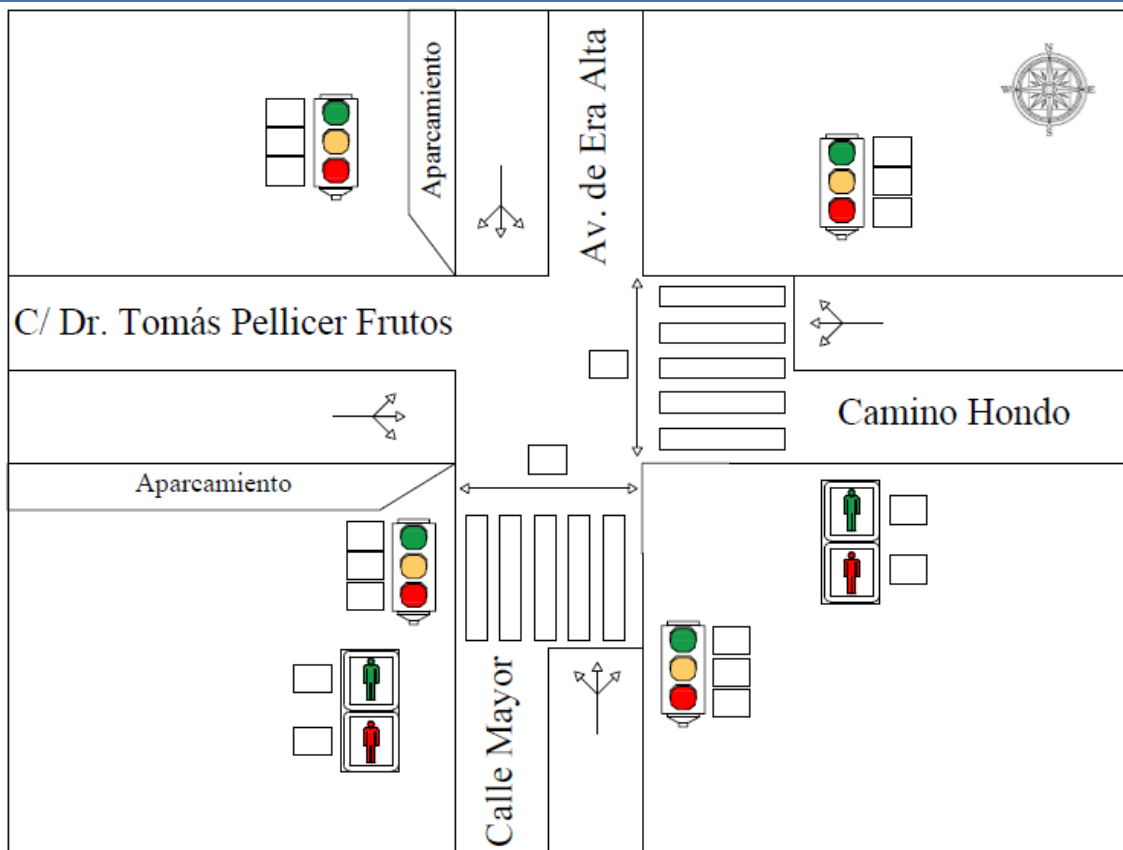 Aparcamiento
Av. de Era Alta
N
W
E
S
C/ Dr. Tomás Pellicer Frutos
Camino Hondo
Aparcamiento
Calle Mayor